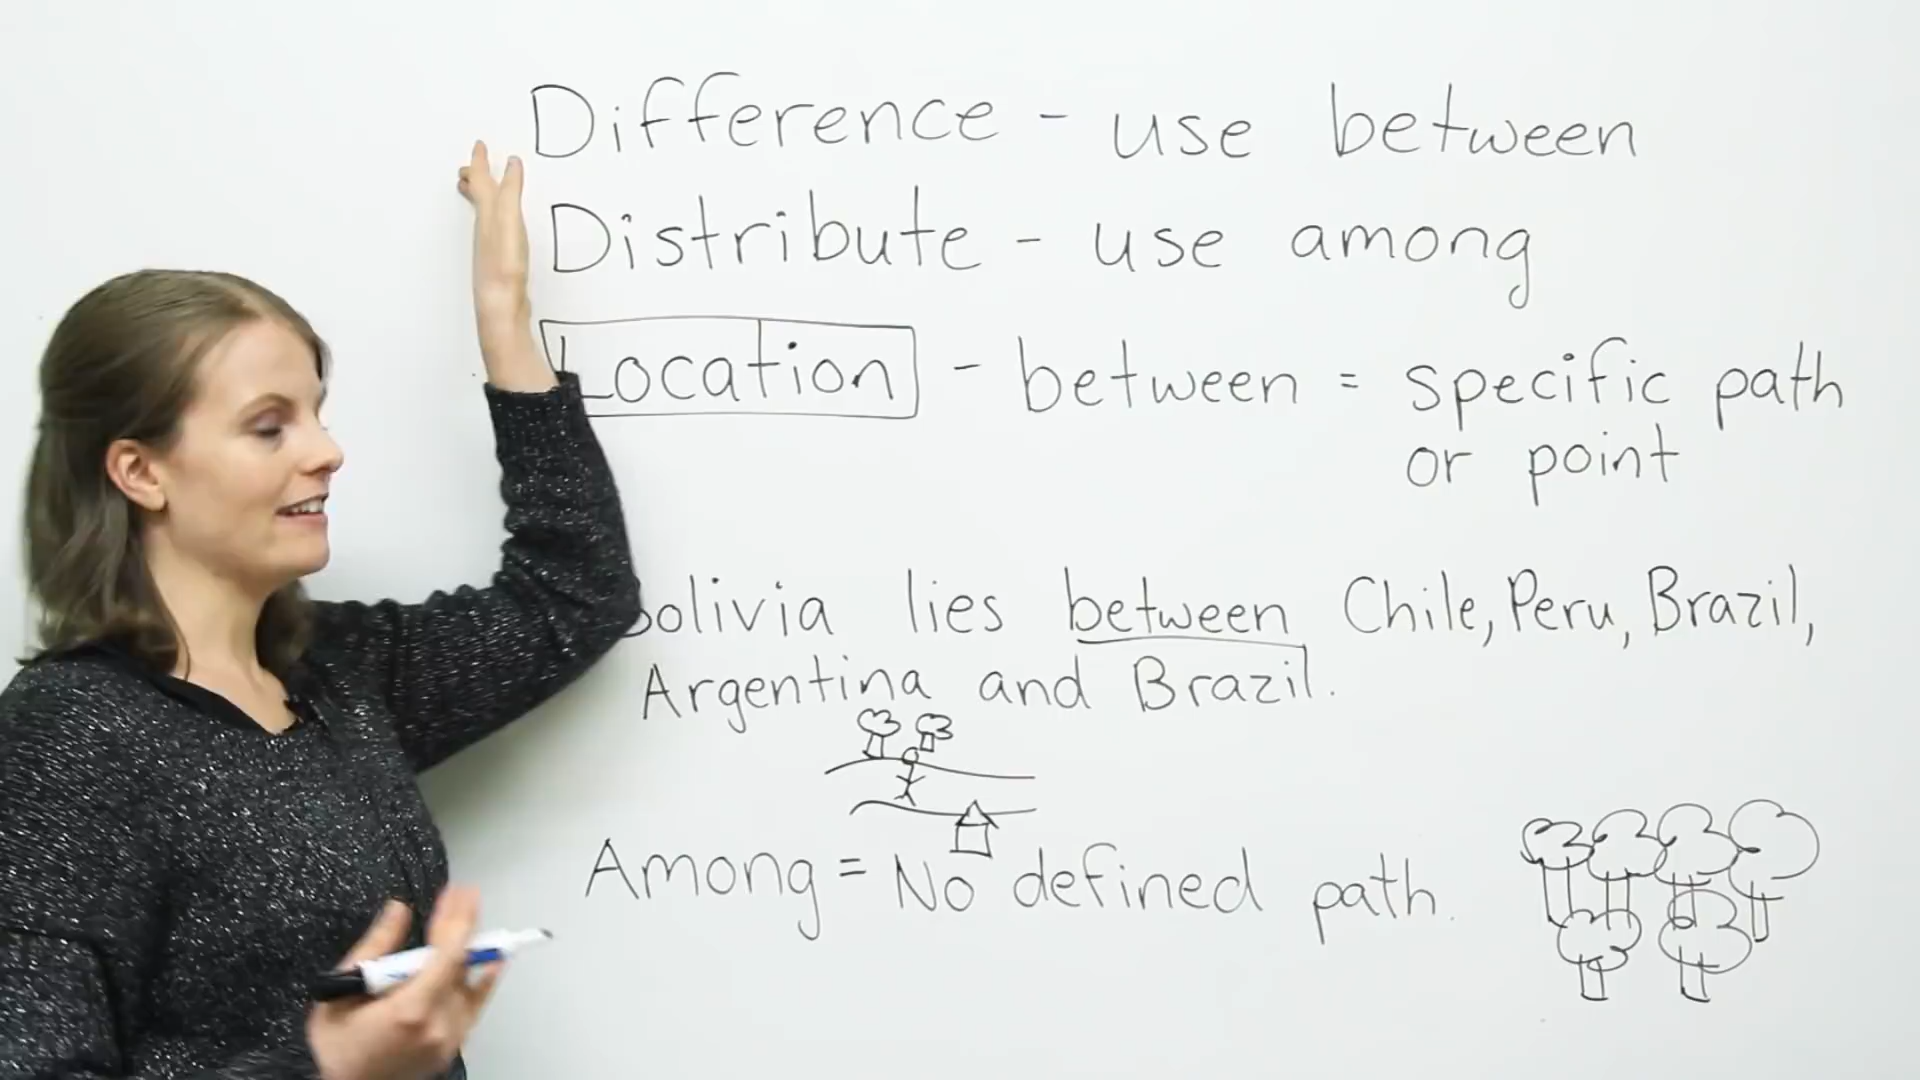 Difference - use between
Distribute - use among
Location - between = specific path
or point
Bolivia lies between Chile, Peru, Brazil,
Argentina and Brazil.
Among = No defined path.